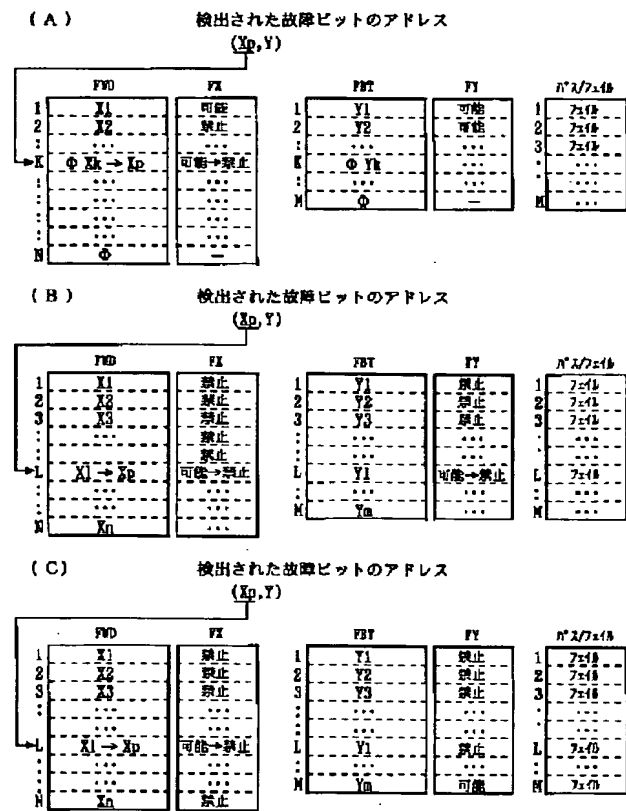 (A) 検出された故障ビットのアドレス
(Xp,Y)
FWD FX FBT FY パス/フェイル
1 X1 可能 1 Y1 可能 1 フェイル
2 X2 禁止 2 Y2 可能 2 フェイル
: ... ... : ... ... 3 フェイル
K Φ Xk → Xp 可能→禁止 K Φ Yk ... : ...
: ... ... : ... ... : ...
: ... ... M Φ — M ...
: ... ...
N Φ —
(B) 検出された故障ビットのアドレス
(Xp,Y)
FWD FX FBT FY パス/フェイル
1 X1 禁止 1 Y1 禁止 1 フェイル
2 X2 禁止 2 Y2 禁止 2 フェイル
3 X3 禁止 3 Y3 禁止 3 フェイル
: ... 禁止 : ... ... : ...
: 禁止 : ... ... : ...
L Xl → Xp 可能→禁止 L Yl 可能→禁止 L フェイル
: ... ... : ... ... : ...
N Xn M Ym ... M ...
(C) 検出された故障ビットのアドレス
(Xp,Y)
FWD FX FBT FY パス/フェイル
1 X1 禁止 1 Y1 禁止 1 フェイル
2 X2 禁止 2 Y2 禁止 2 フェイル
3 X3 禁止 3 Y3 禁止 3 フェイル
: ... ... : ... ... : ...
: ... ... : ... ... : ...
L Xl → Xp 可能→禁止 L Yl 禁止 L フェイル
: ... ... : ... ... : ...
N Xn 禁止 M Ym 可能 M フェイル